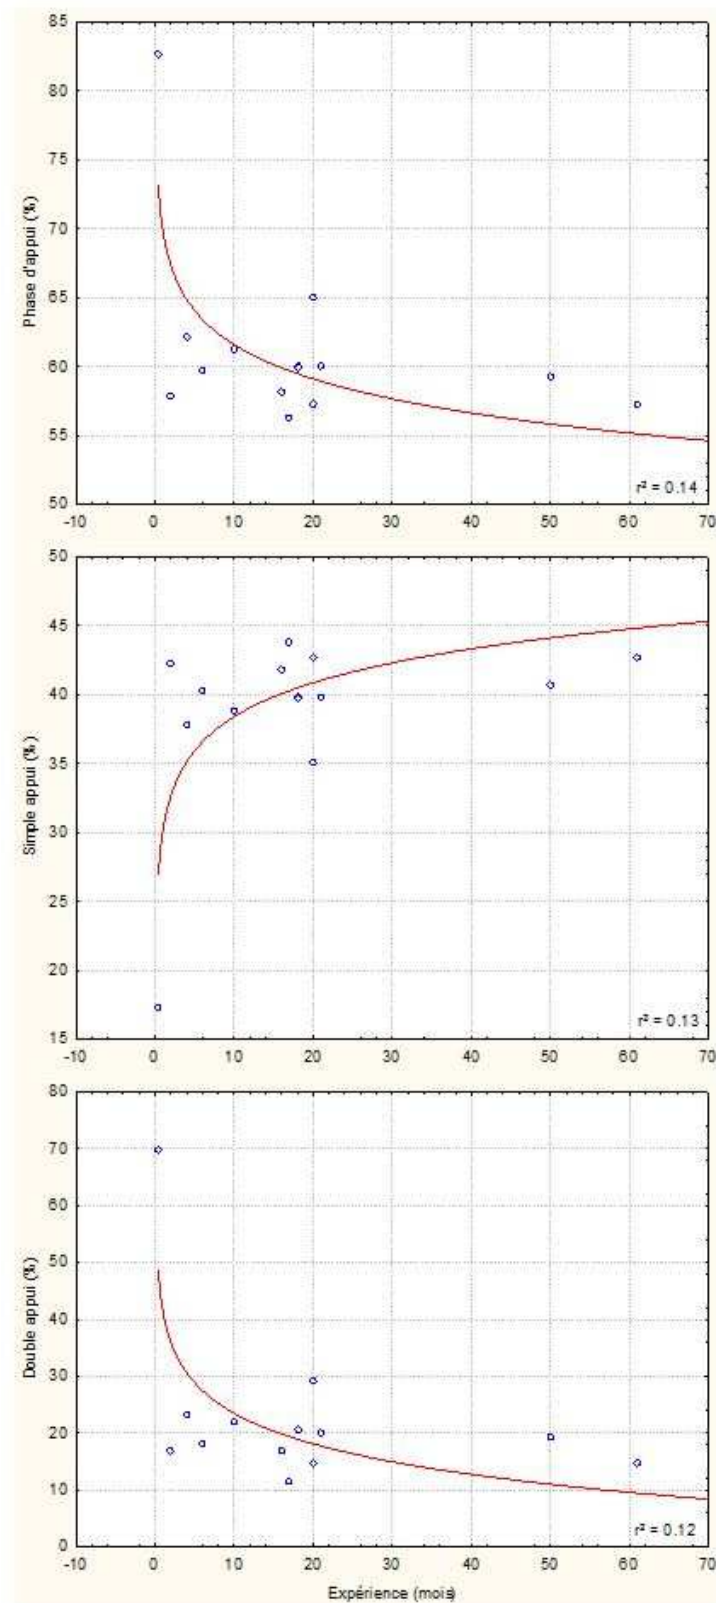 85
80
75
70
65
60
55
50
Phase d'appui (%)
r² = 0.14
-10 0 10 20 30 40 50 60 70
50
45
40
35
30
25
20
15
Simple appui (%)
r² = 0.13
-10 0 10 20 30 40 50 60 70
80
70
60
50
40
30
20
10
0
Double appui (%)
r² = 0.12
-10 0 10 20 30 40 50 60 70
Expérience (mois)